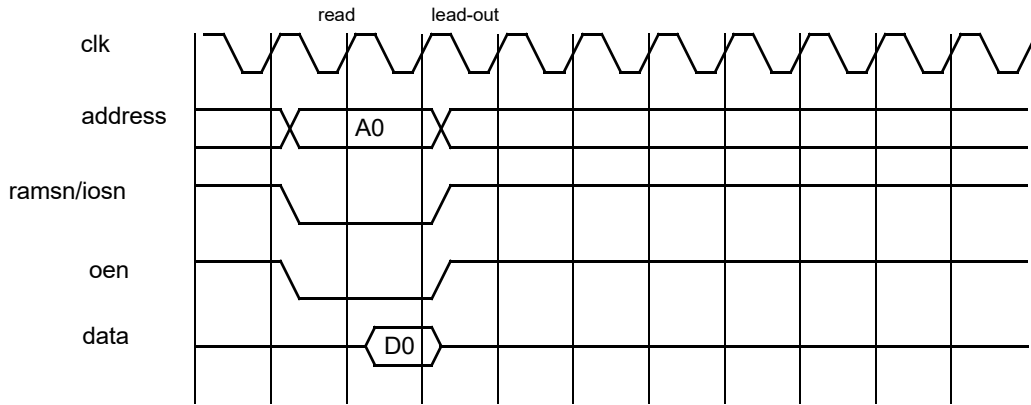 read lead-out
clk
address
A0
ramsn/iosn
oen
data
D0